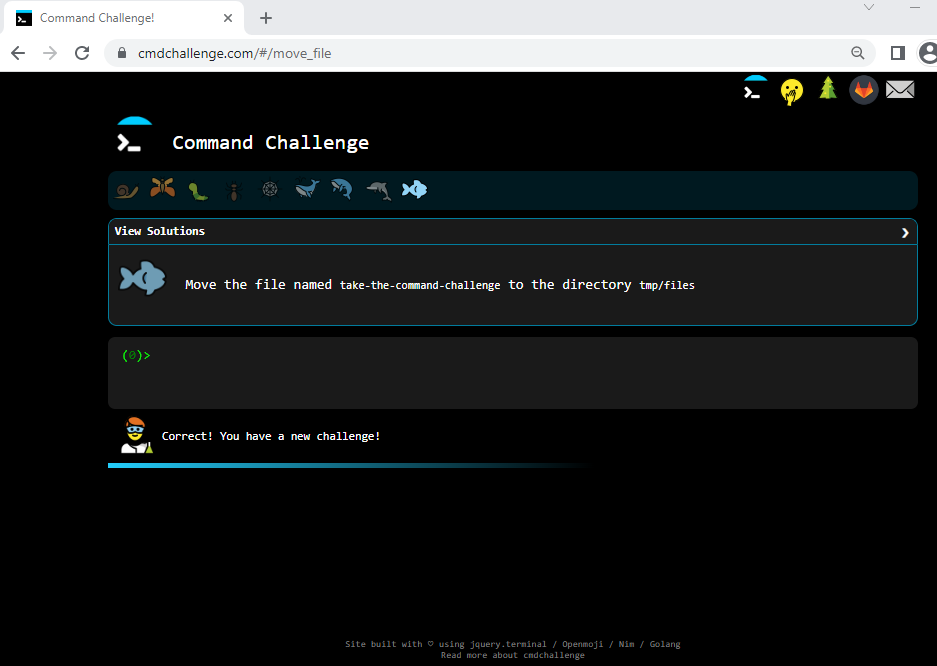 Command Challenge!
cmdchallenge.com/#/move_file
Command Challenge
View Solutions
Move the file named take-the-command-challenge to the directory tmp/files
(0)>
Correct! You have a new challenge!
Site built with ♡ using jquery.terminal / Openmoji / Nim / Golang
Read more about cmdchallenge